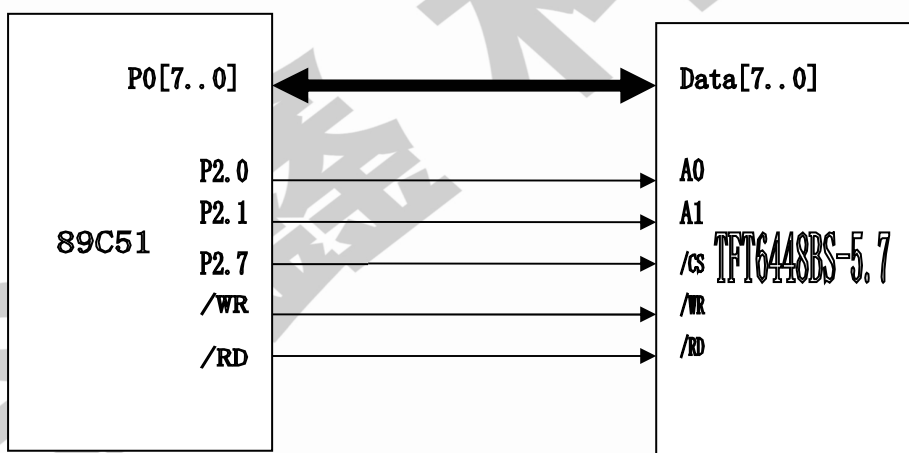 P0[7..0] Data[7..0]
P2.0 A0
P2.1 A1
89C51
P2.7 /CS
TFT6448BS-5.7
/WR /WR
/RD /RD